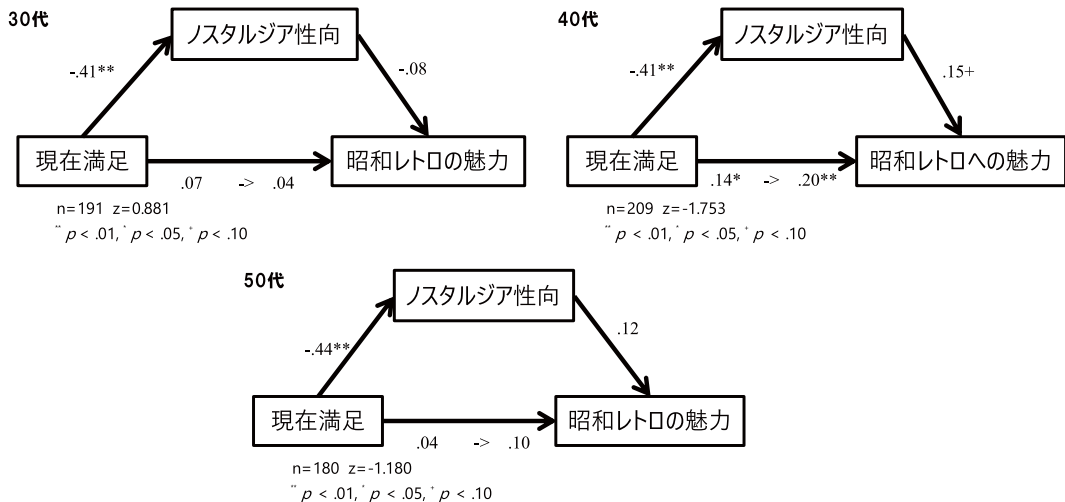 30代
ノスタルジア性向
-.41**
-.08
現在満足
昭和レトロの魅力
.07 -> .04
n=191 z=0.881
** p < .01, * p < .05, + p < .10
40代
ノスタルジア性向
-.41**
.15+
現在満足
昭和レトロへの魅力
.14* -> .20**
n=209 z=-1.753
** p < .01, * p < .05, + p < .10
50代
ノスタルジア性向
-.44**
.12
現在満足
昭和レトロの魅力
.04 -> .10
n=180 z=-1.180
** p < .01, * p < .05, + p < .10